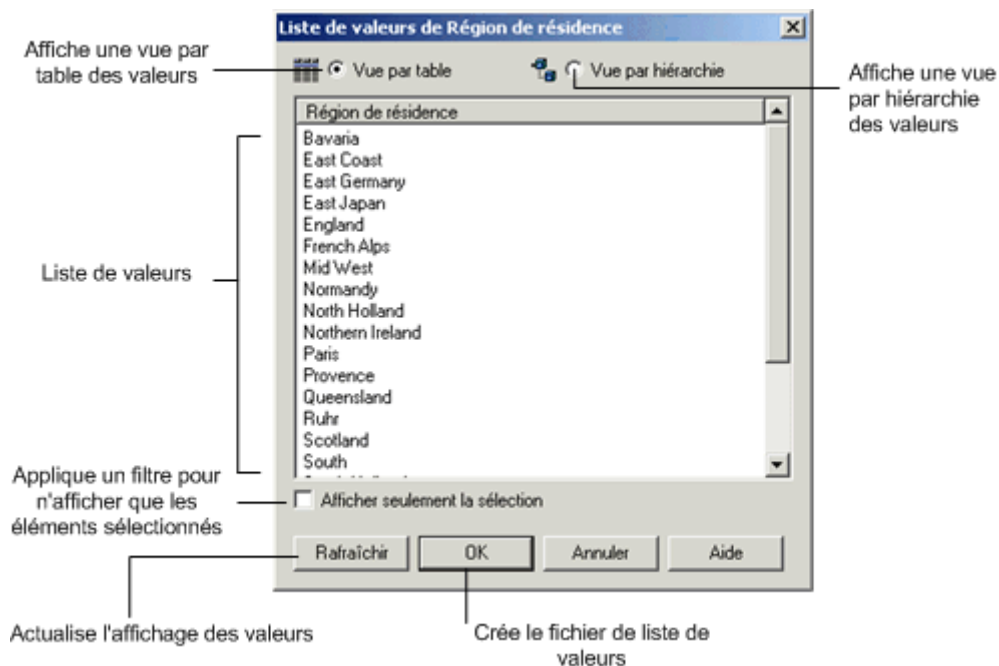 Liste de valeurs de Région de résidence
Affiche une vue par
table des valeurs
Vue par table
Vue par hiérarchie
Affiche une vue
par hiérarchie
des valeurs
Région de résidence
Bavaria
East Coast
East Germany
East Japan
England
French Alps
Mid West
Normandy
North Holland
Northern Ireland
Paris
Provence
Queensland
Ruhr
Scotland
South
Liste de valeurs
Applique un filtre pour
n'afficher que les
éléments sélectionnés
Afficher seulement la sélection
Rafraîchir
OK
Annuler
Aide
Actualise l'affichage des valeurs
Crée le fichier de liste de
valeurs